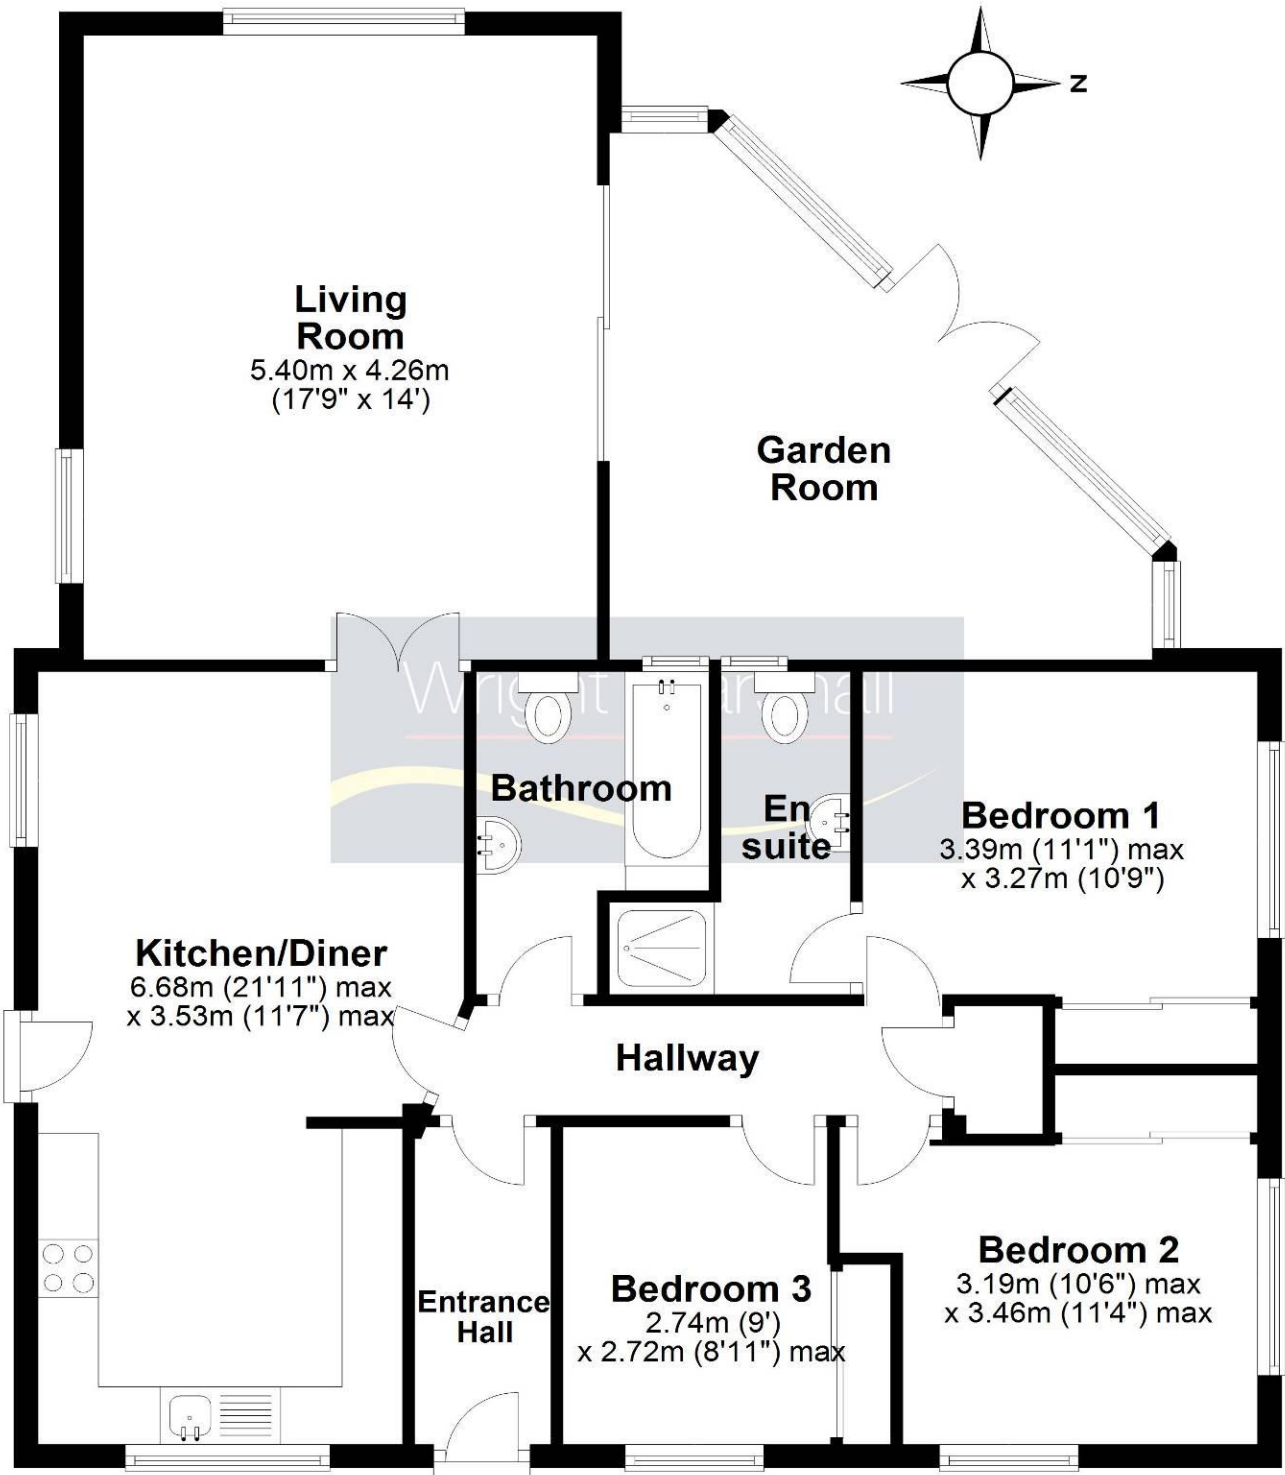 N
Living
Room
5.40m x 4.26m
(17'9" x 14')
Garden
Room
Wright Marshall
Bathroom
En
suite
Bedroom 1
3.39m (11'1") max
x 3.27m (10'9")
Kitchen/Diner
6.68m (21'11") max
x 3.53m (11'7") max
Hallway
Entrance
Hall
Bedroom 3
2.74m (9')
x 2.72m (8'11") max
Bedroom 2
3.19m (10'6") max
x 3.46m (11'4") max